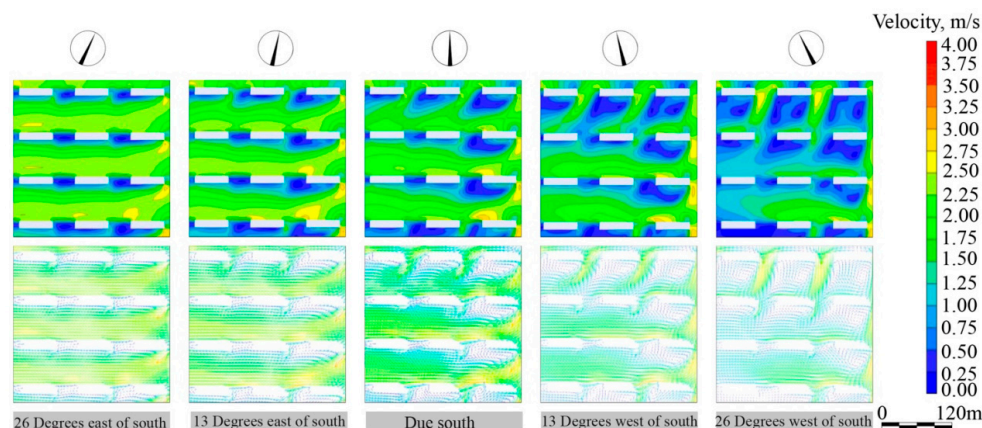 Velocity, m/s
4.00
3.75
3.50
3.25
3.00
2.75
2.50
2.25
2.00
1.75
1.50
1.25
1.00
0.75
0.50
0.25
0.00
26 Degrees east of south
13 Degrees east of south
Due south
13 Degrees west of south
26 Degrees west of south
0 120m